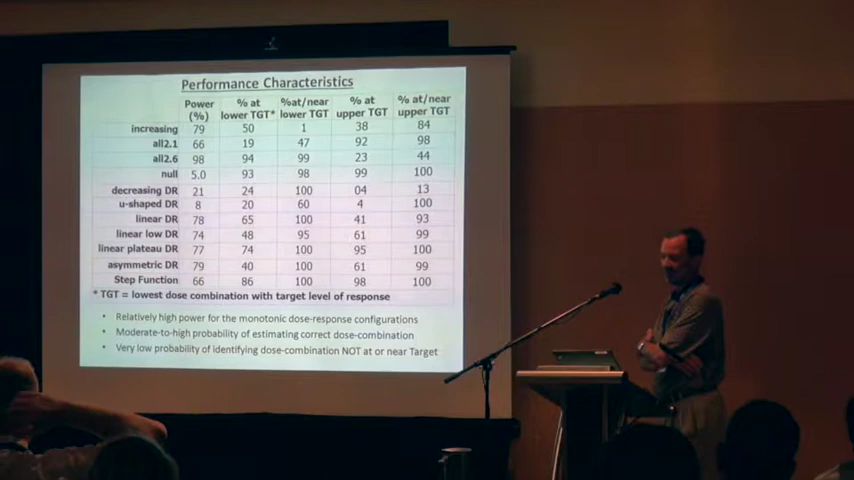 Performance Characteristics
Power (%) % at lower TGT* %at/near lower TGT % at upper TGT % at/near upper TGT
increasing 79 50 1 38 84
all2.1 66 19 47 92 98
all2.6 98 94 99 23 44
null 5.0 93 98 99 100
decreasing DR 21 24 100 04 13
u-shaped DR 8 20 60 4 100
linear DR 78 65 100 41 93
linear low DR 74 48 95 61 99
linear plateau DR 77 74 100 95 100
asymmetric DR 79 40 100 61 99
Step Function 66 86 100 98 100
* TGT = lowest dose combination with target level of response
• Relatively high power for the monotonic dose-response configurations
• Moderate-to-high probability of estimating correct dose-combination
• Very low probability of identifying dose-combination NOT at or near Target